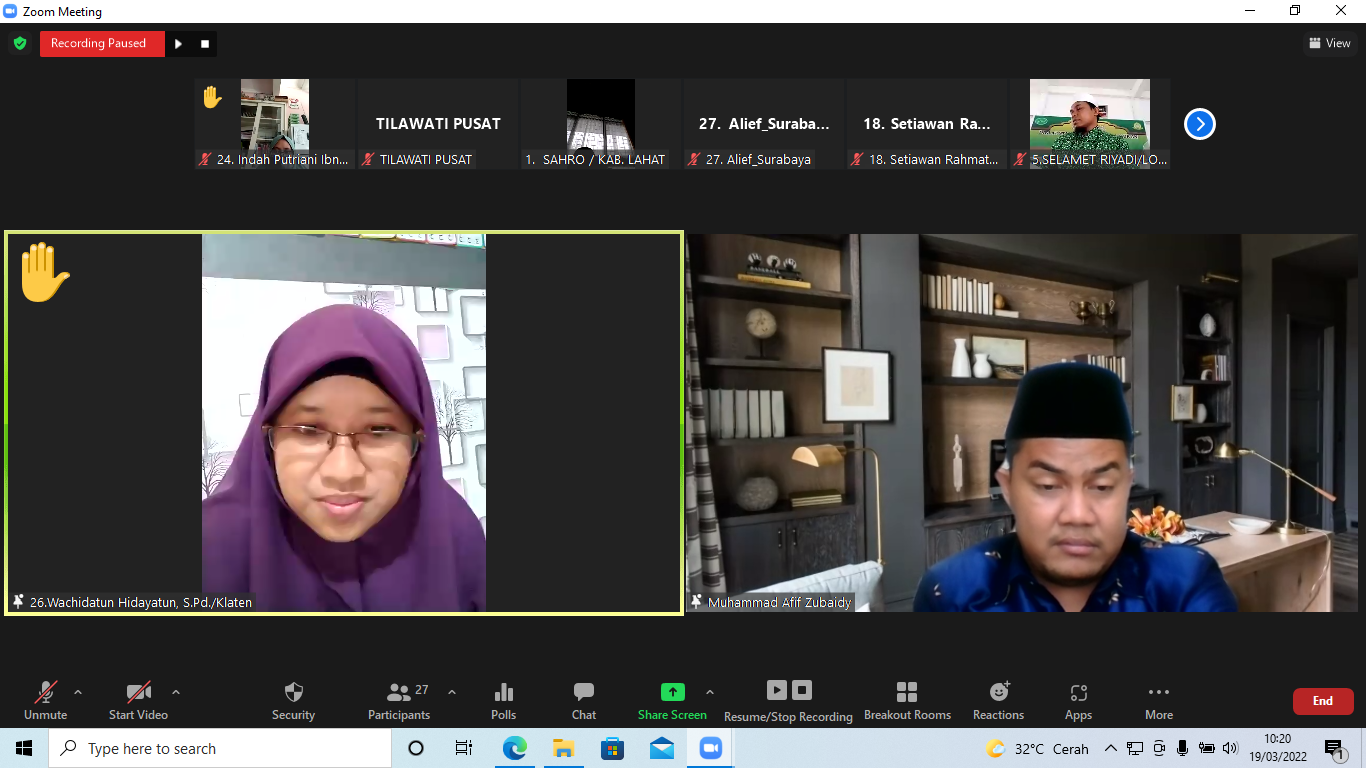 Zoom Meeting
Recording Paused
View
TILAWATI PUSAT
27. Alief_Suraba...
18. Setiawan Ra...
24. Indah Putriani Ibn...
TILAWATI PUSAT
1. SAHRO / KAB. LAHAT
27. Alief_Surabaya
18. Setiawan Rahmat...
5.SELAMET RIYADI/LO...
26.Wachidatun Hidayatun, S.Pd./Klaten
Muhammad Afif Zubaidy
Unmute
Start Video
Security
27
Participants
Polls
Chat
Share Screen
Resume/Stop Recording
Breakout Rooms
Reactions
Apps
More
End
Type here to search
32°C Cerah
10:20
19/03/2022
1